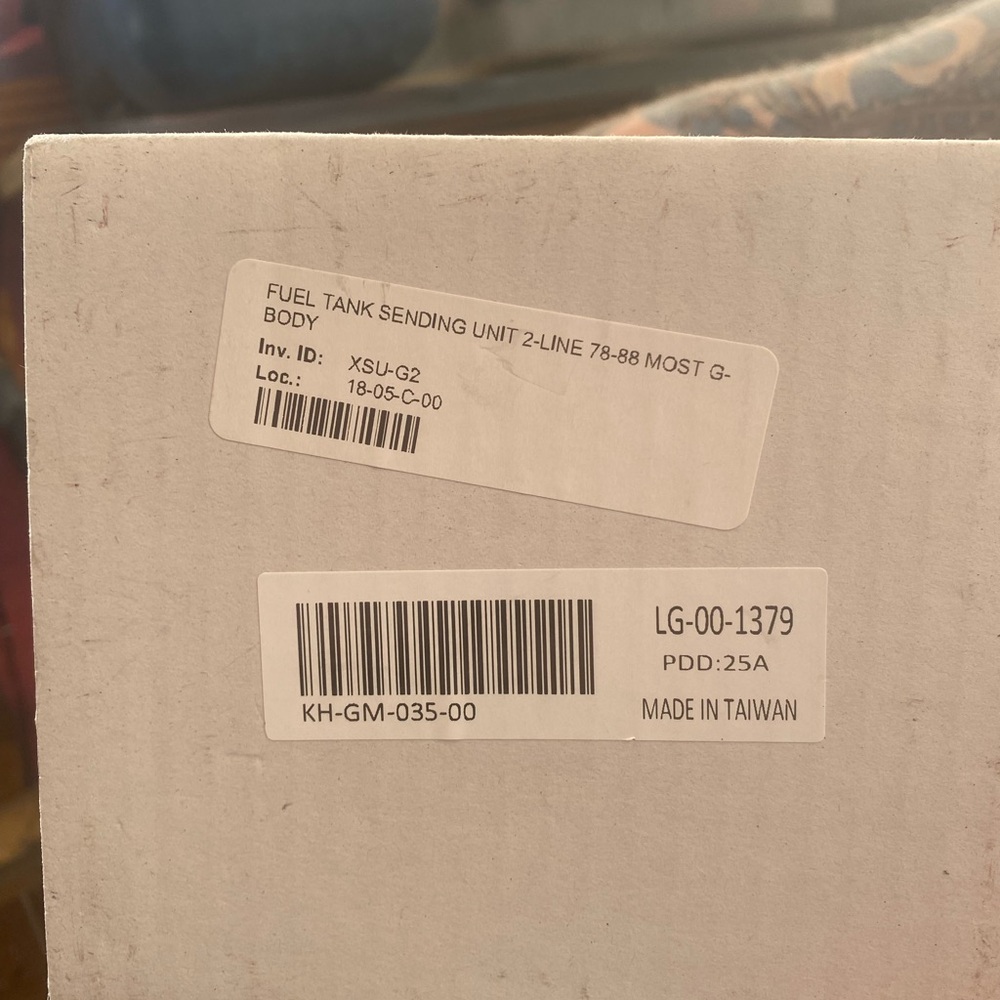 FUEL TANK SENDING UNIT 2-LINE 78-88 MOST G-
BODY
Inv. ID: XSU-G2
Loc.: 18-05-C-00
LG-00-1379
PDD:25A
KH-GM-035-00
MADE IN TAIWAN